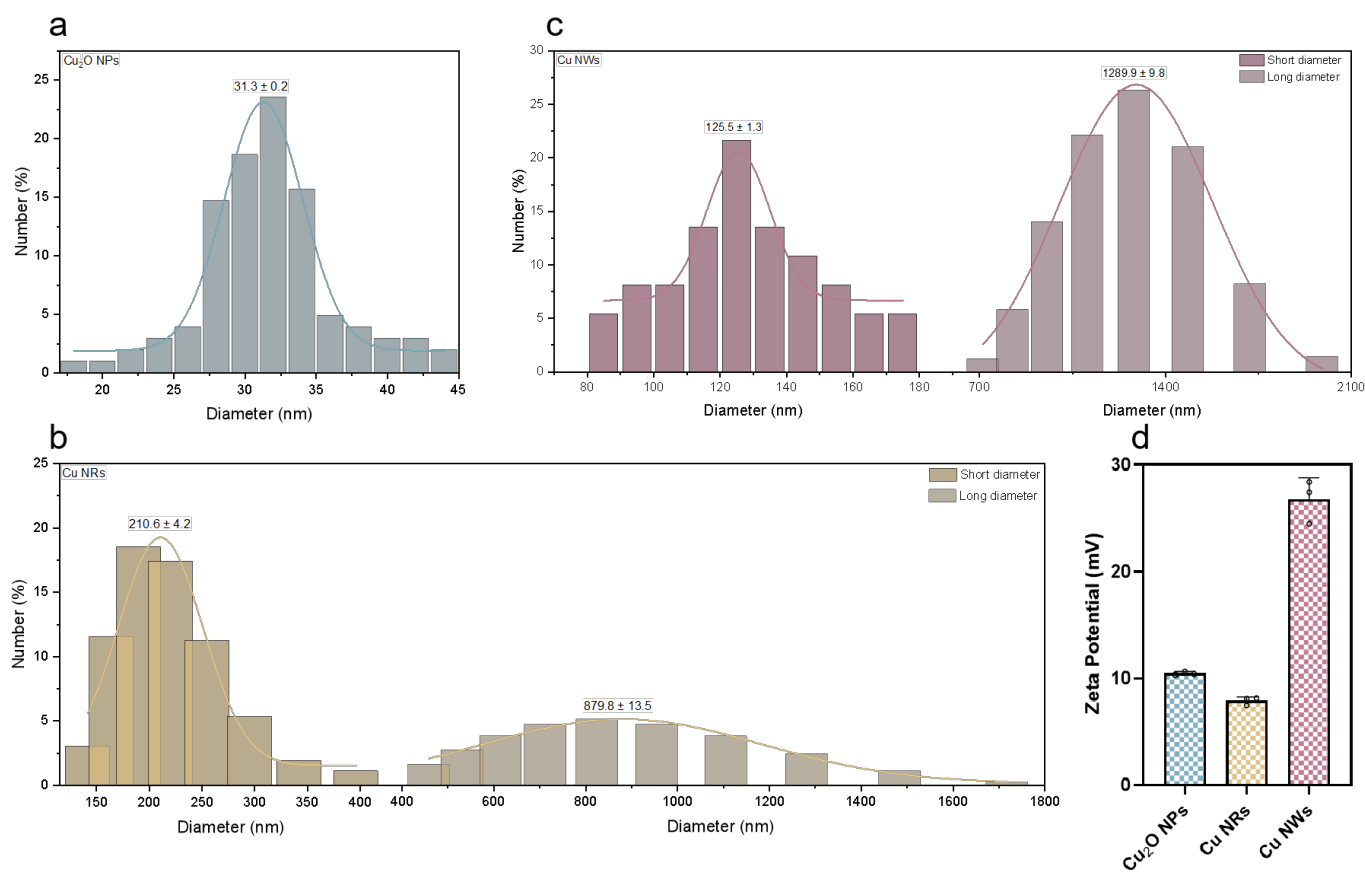 a
Cu₂O NPs
31.3 ± 0.2
Number (%)
0
5
10
15
20
25
20 25 30 35 40 45
Diameter (nm)
c
Cu NWs
Short diameter
Long diameter
125.5 ± 1.3
1289.9 ± 9.8
Number (%)
0
5
10
15
20
25
30
80 100 120 140 160 180 700 1400 2100
Diameter (nm) Diameter (nm)
b
Cu NRs
Short diameter
Long diameter
210.6 ± 4.2
879.8 ± 13.5
Number (%)
0
5
10
15
20
25
150 200 250 300 350 400 400 600 800 1000 1200 1400 1600 1800
Diameter (nm) Diameter (nm)
d
Zeta Potential (mV)
30
20
10
0
Cu₂O NPs
Cu NRs
Cu NWs